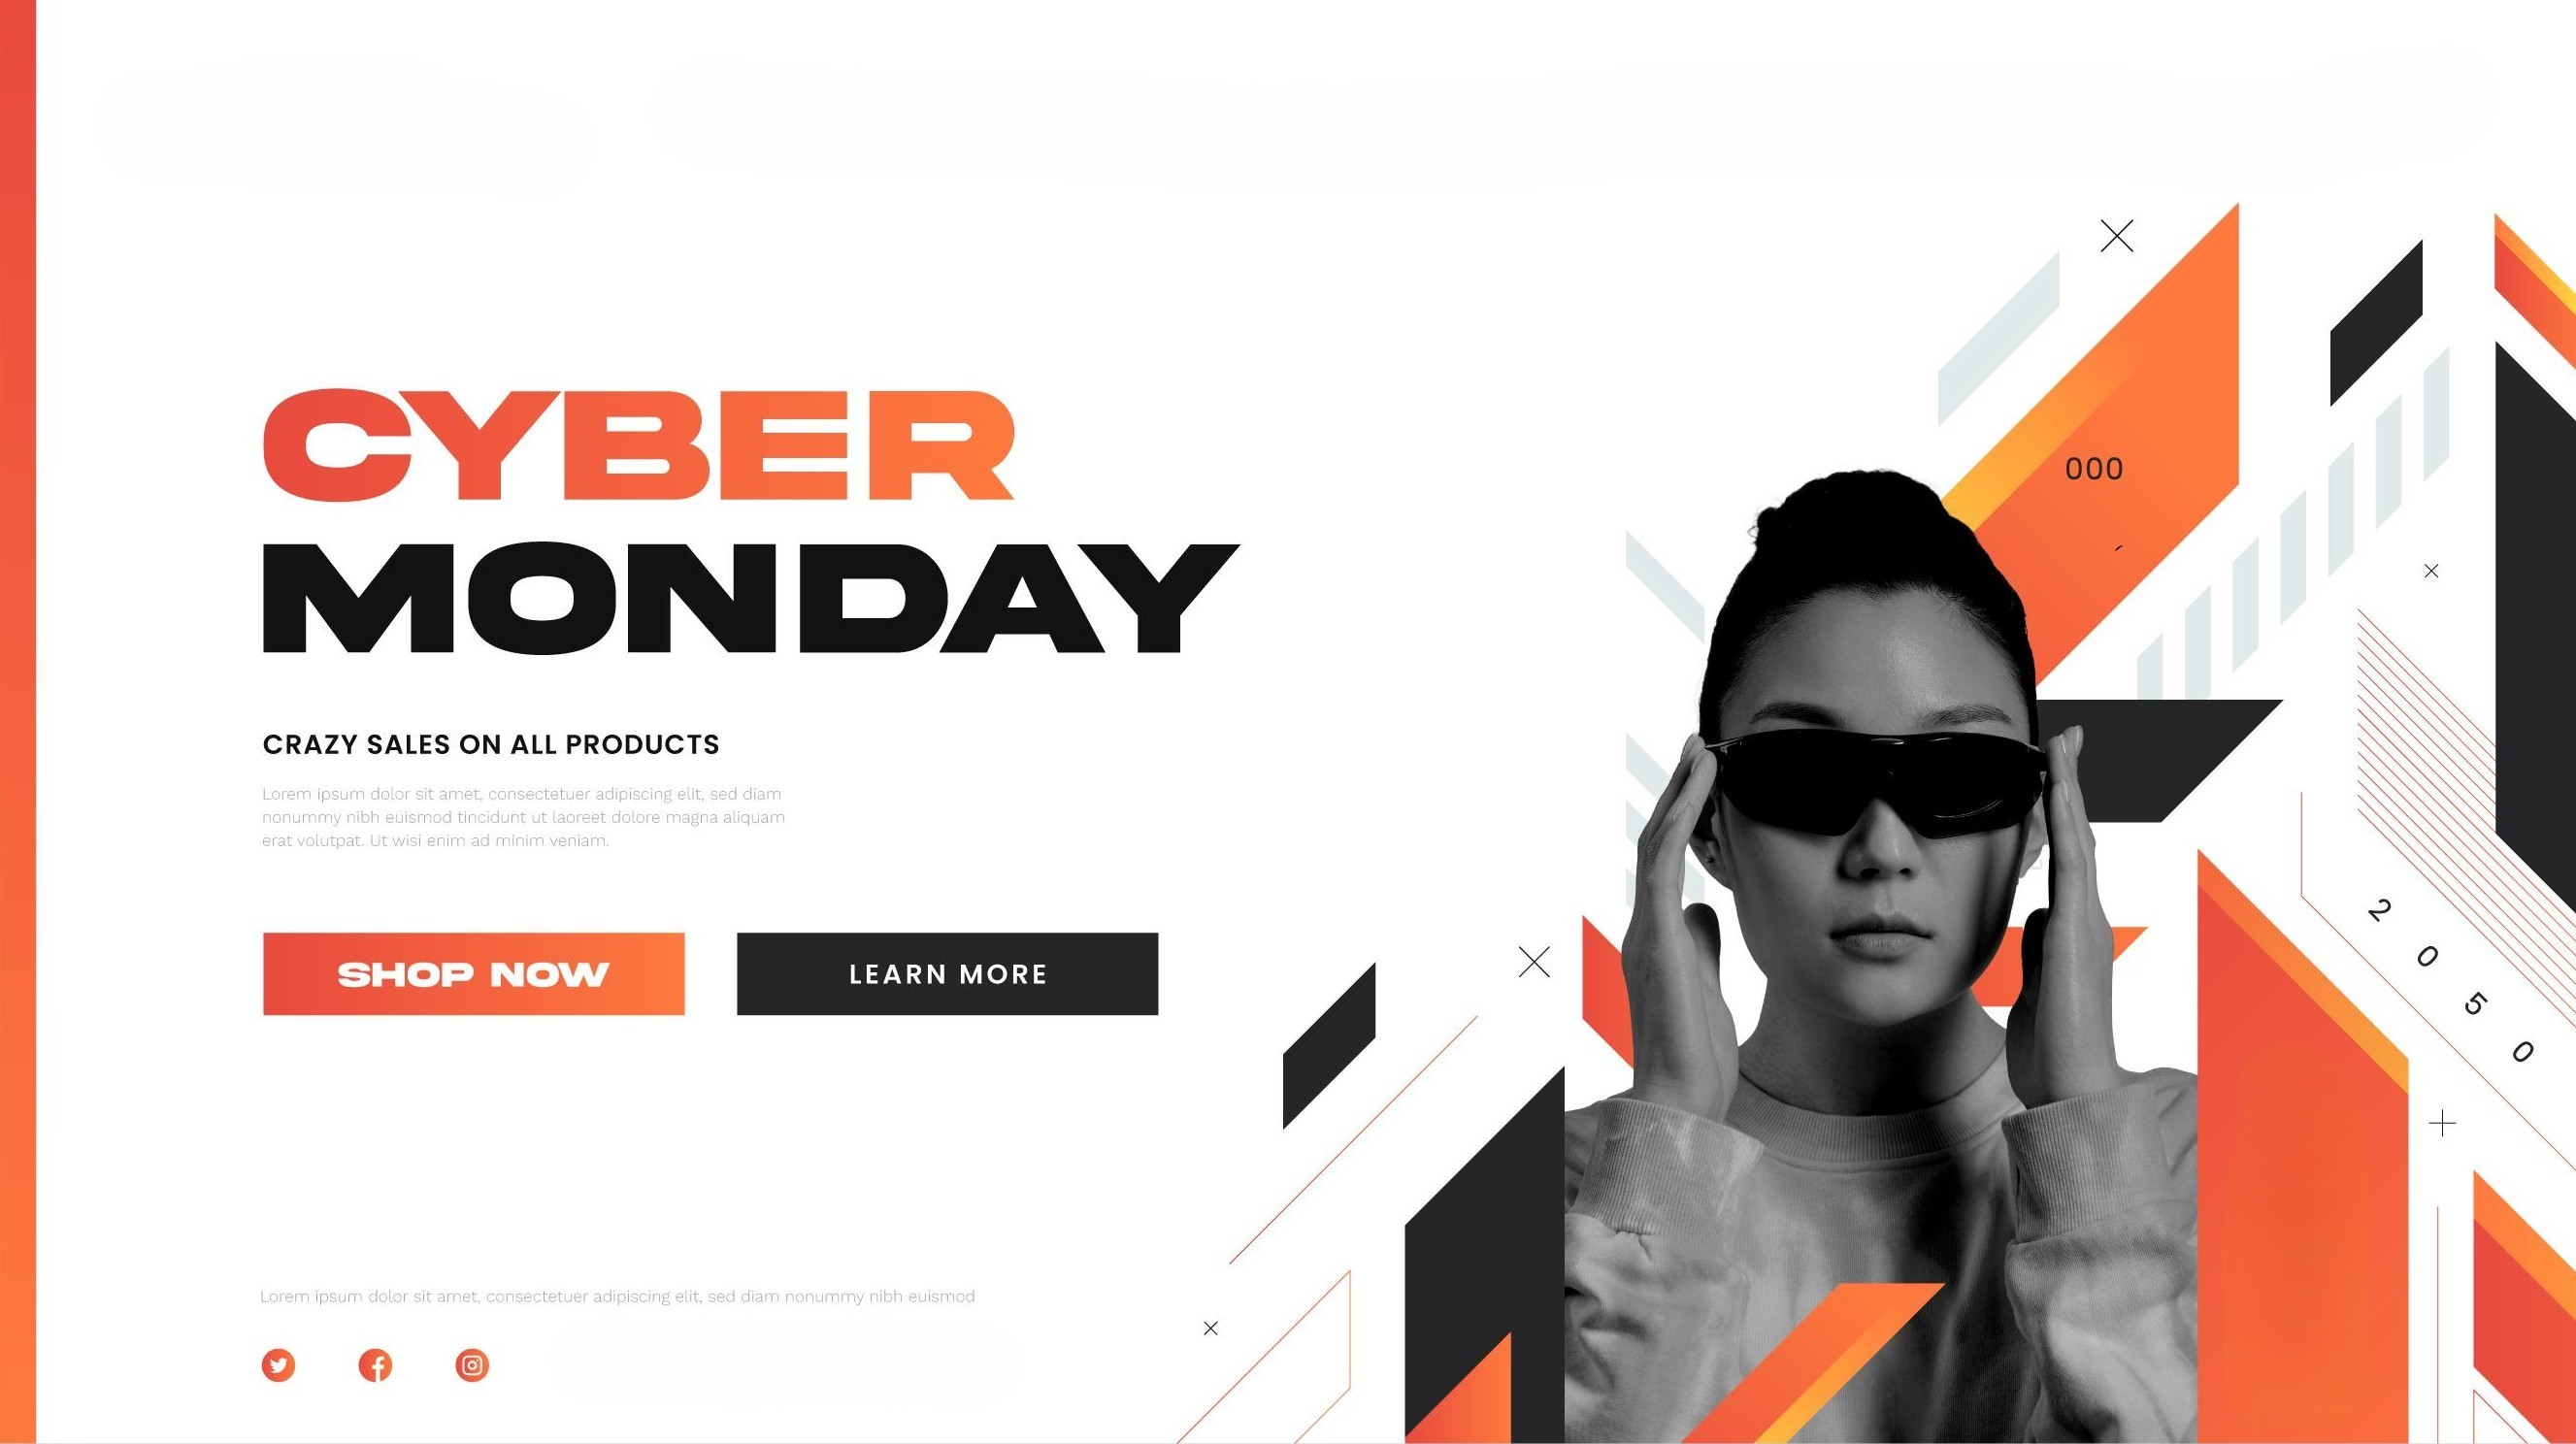 CYBER
MONDAY
CRAZY SALES ON ALL PRODUCTS
Lorem ipsum dolor sit amet, consectetuer adipiscing elit, sed diam
nonummy nibh euismod tincidunt ut laoreet dolore magna aliquam
erat volutpat. Ut wisi enim ad minim veniam.
SHOP NOW
LEARN MORE
Lorem ipsum dolor sit amet, consectetuer adipiscing elit, sed diam nonummy nibh euismod
000
2050